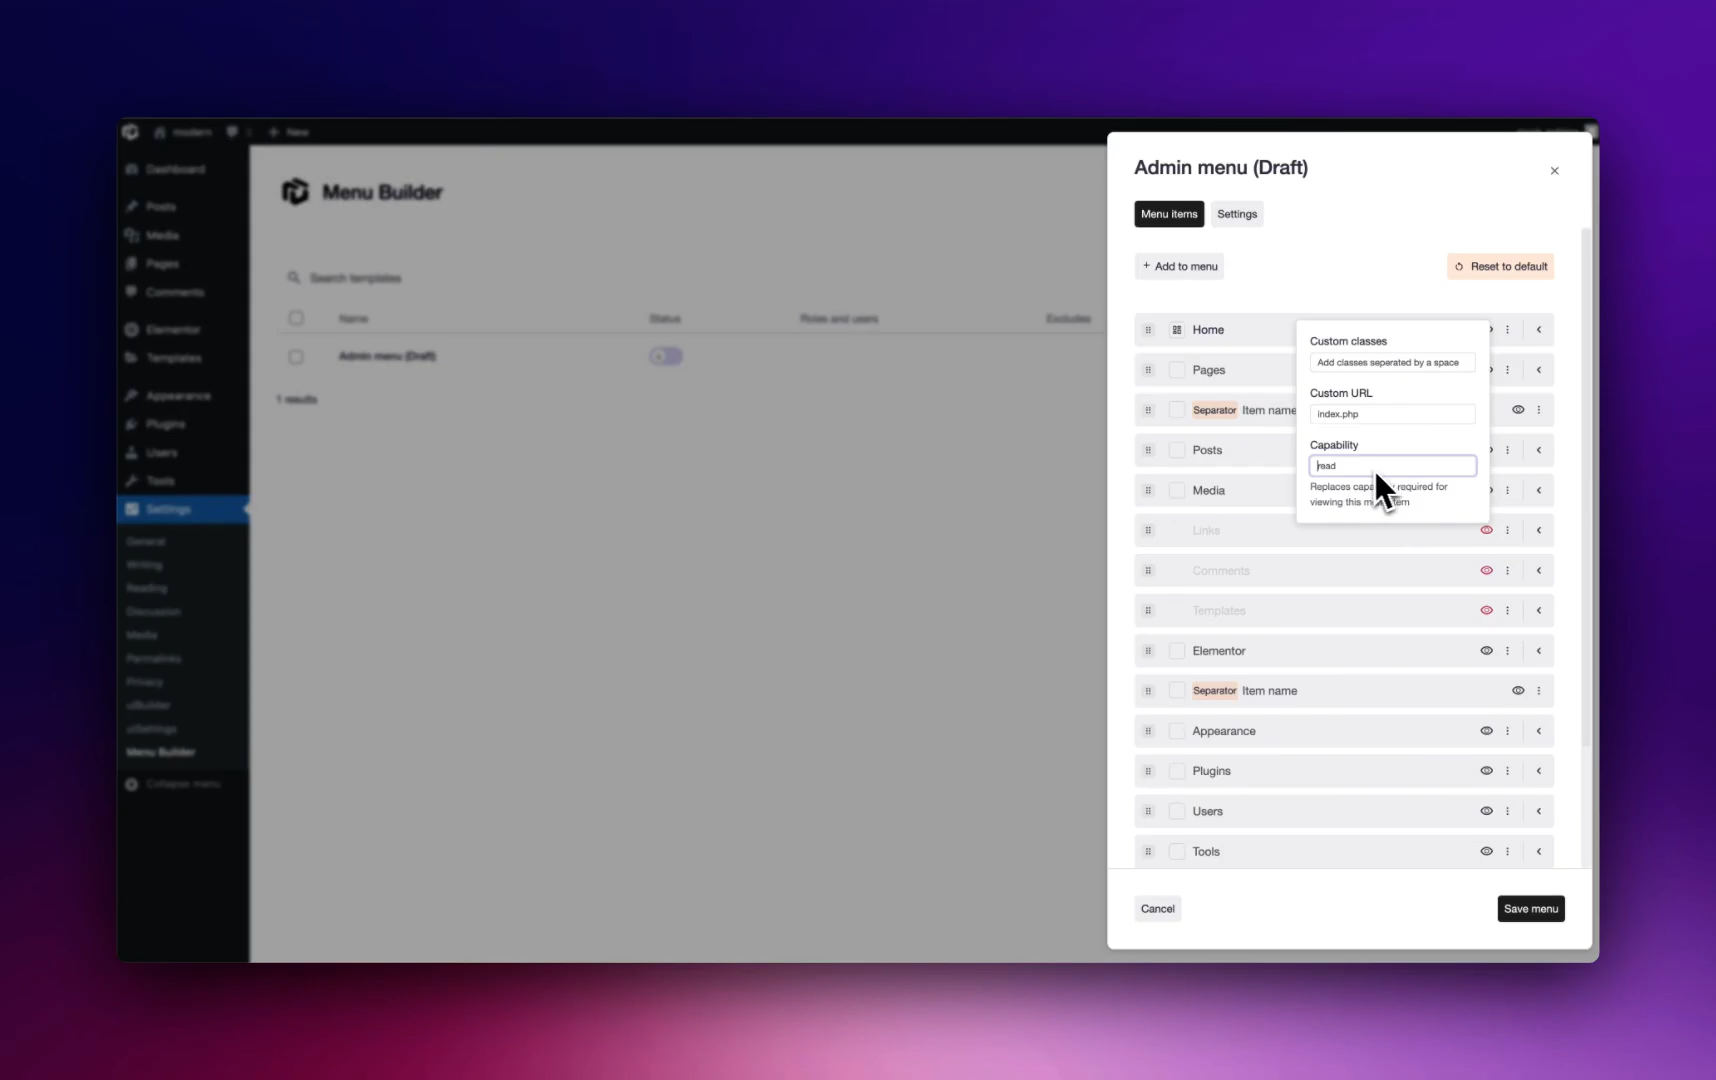 modern
New
Dashboard
Posts
Media
Pages
Comments
Elementor
Templates
Appearance
Plugins
Users
Tools
Settings
General
Writing
Reading
Discussion
Media
Permalinks
Privacy
uiBuilder
uiSettings
Menu Builder
Collapse menu
Menu Builder
Search templates
Name Status Roles and users Excludes
Admin menu (Draft)
1 results
Admin menu (Draft)
Menu items Settings
+ Add to menu Reset to default
Home
Pages
Separator Item name
Posts
Media
Links
Comments
Templates
Elementor
Separator Item name
Appearance
Plugins
Users
Tools
Custom classes
Add classes seperated by a space
Custom URL
index.php
Capability
read
Replaces required for
viewing this
Cancel Save menu